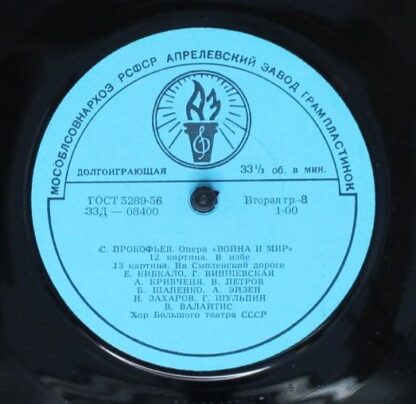 МОСОБЛСОВНАРХОЗ РСФСР АПРЕЛЕВСКИЙ ЗАВОД ГРАМПЛАСТИНОК
АЗ
ДОЛГОИГРАЮЩАЯ 33⅓ об. в мин.
ГОСТ 5289-56 Вторая гр.-8
33Д — 08400 1-00
С. ПРОКОФЬЕВ. Опера «ВОЙНА И МИР»
12 картина. В избе
13 картина. На Смоленской дороге
Е. КИБКАЛО, Г. ВИШНЕВСКАЯ
А. КРИВЧЕНЯ, В. ПЕТРОВ
Б. ШАПЕНКО, А. ЭЙЗЕН
Н. ЗАХАРОВ, Г. ШУЛЬПИН
В. ВАЛАЙТИС
Хор Большого театра СССР